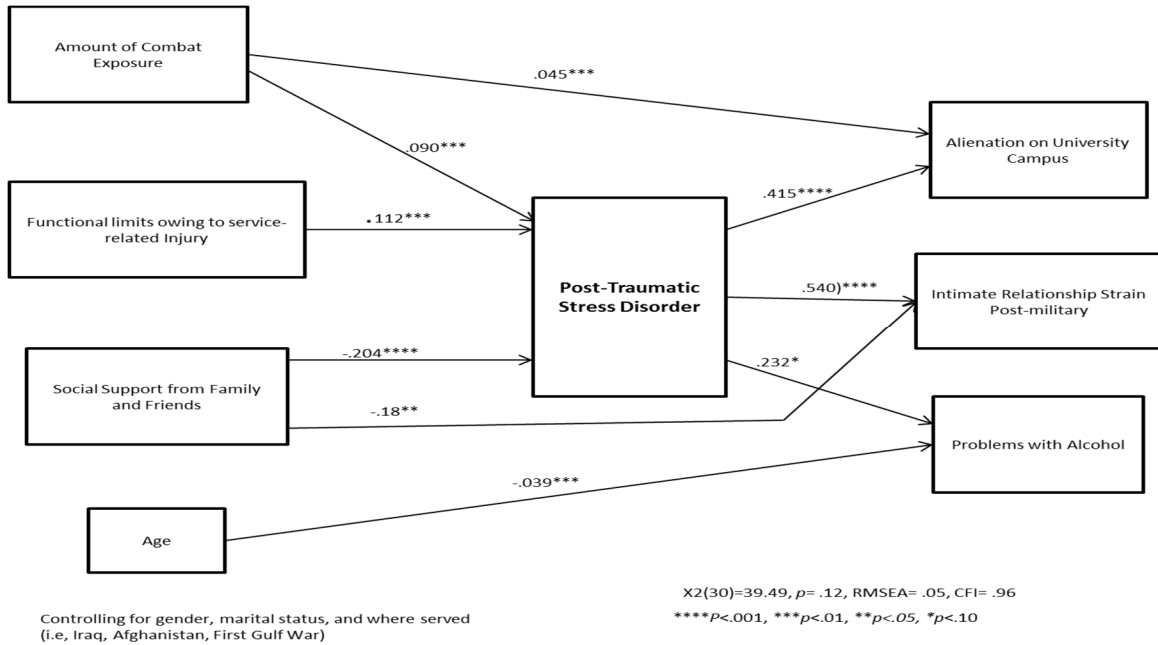 Amount of Combat
Exposure
.045***
.090***
Alienation on University
Campus
.415****
Functional limits owing to service-
related Injury
.112***
Post-Traumatic
Stress Disorder
.540)****
Intimate Relationship Strain
Post-military
-.204****
.232*
Social Support from Family
and Friends
-.18**
Problems with Alcohol
-.039***
Age
X2(30)=39.49, p= .12, RMSEA= .05, CFI= .96
****P<.001, ***p<.01, **p<.05, *p<.10
Controlling for gender, marital status, and where served
(i.e, Iraq, Afghanistan, First Gulf War)